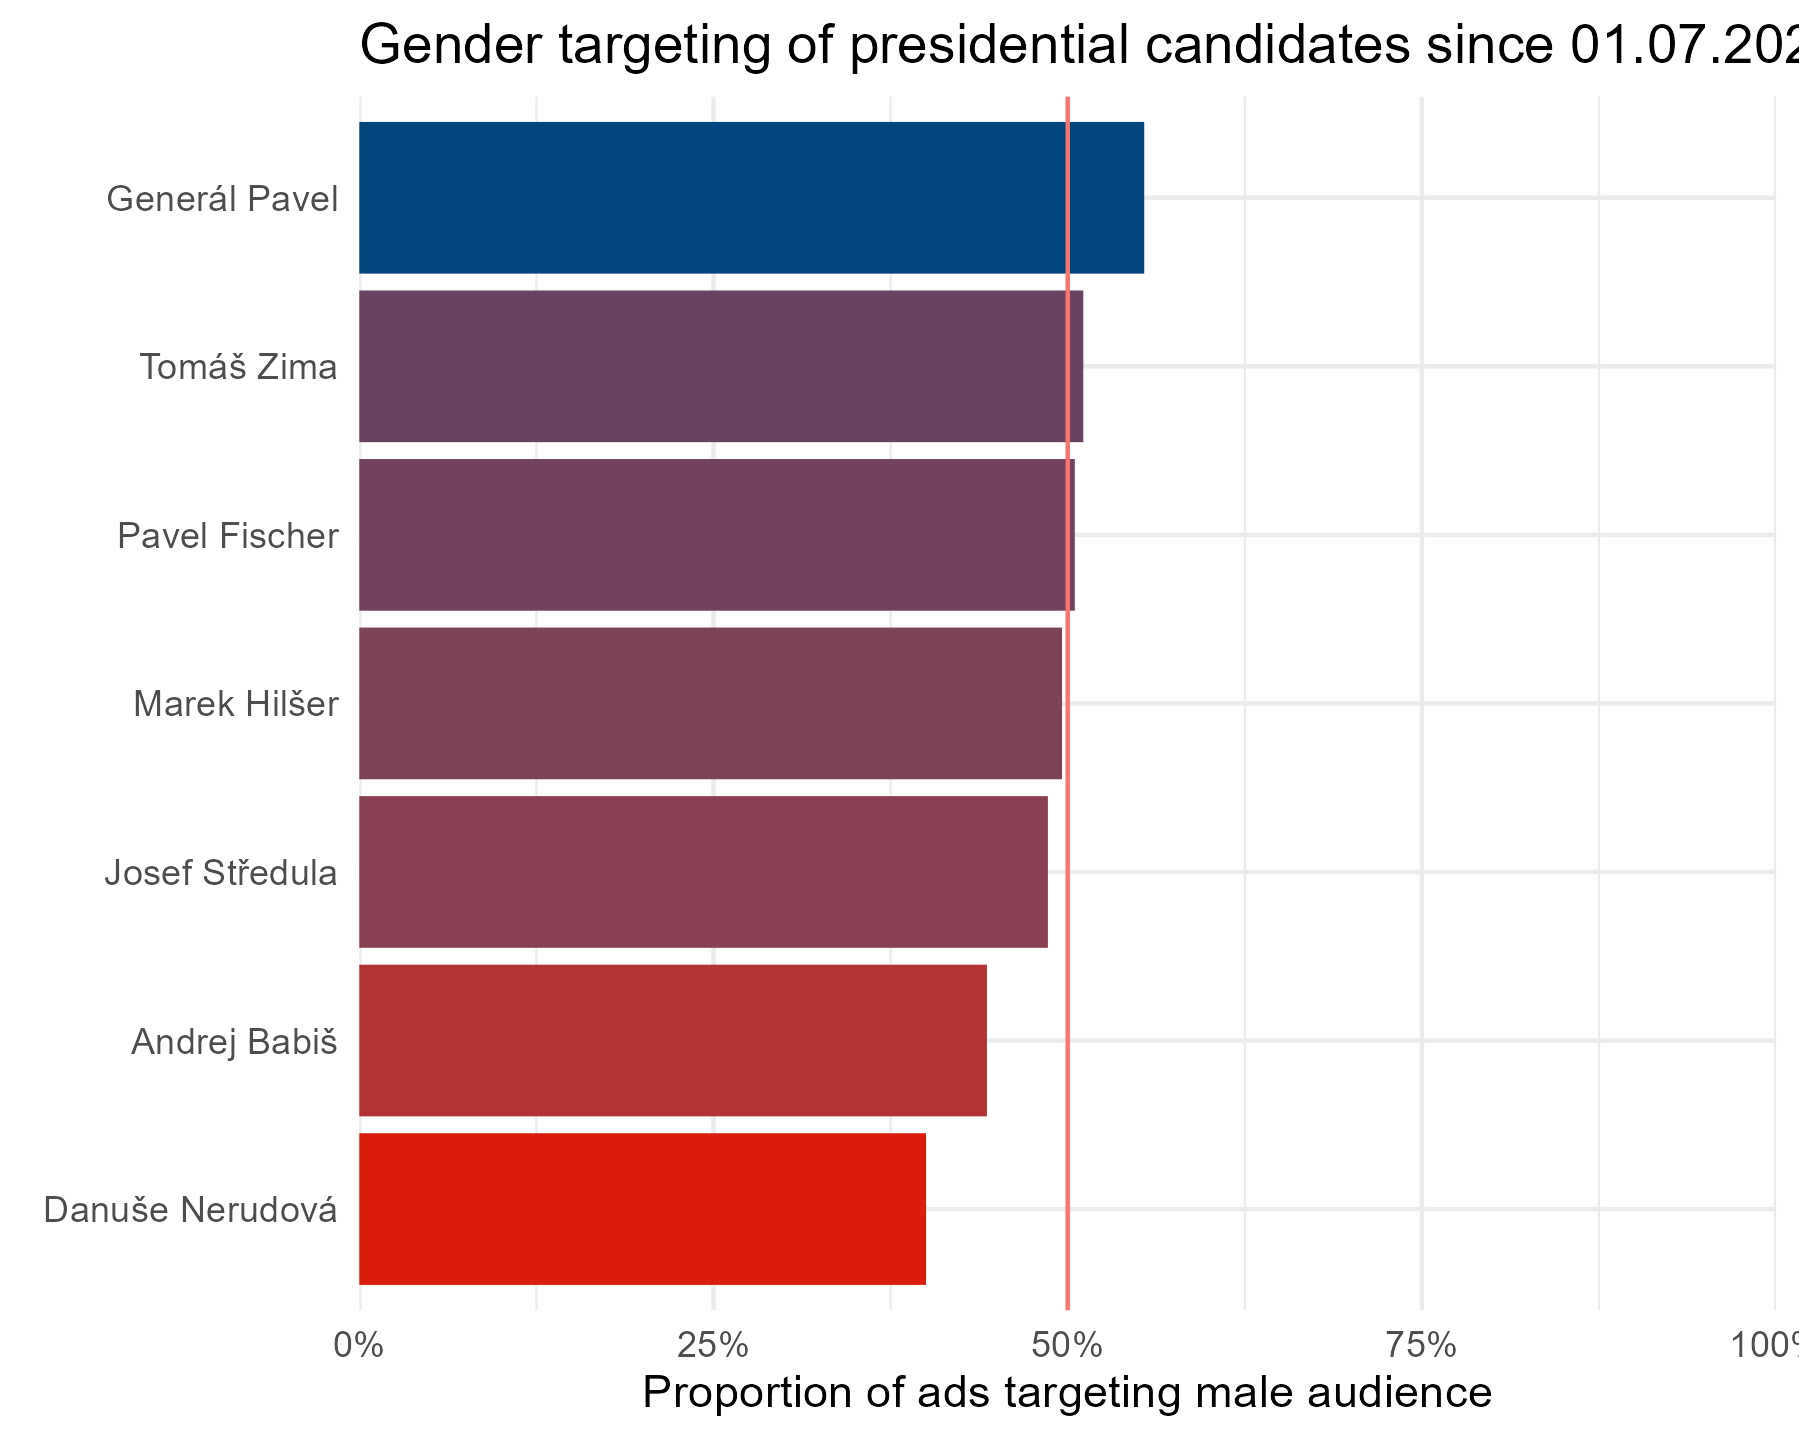 Gender targeting of presidential candidates since 01.07.202
Generál Pavel
Tomáš Zima
Pavel Fischer
Marek Hilšer
Josef Středula
Andrej Babiš
Danuše Nerudová
0% 25% 50% 75% 100%
Proportion of ads targeting male audience